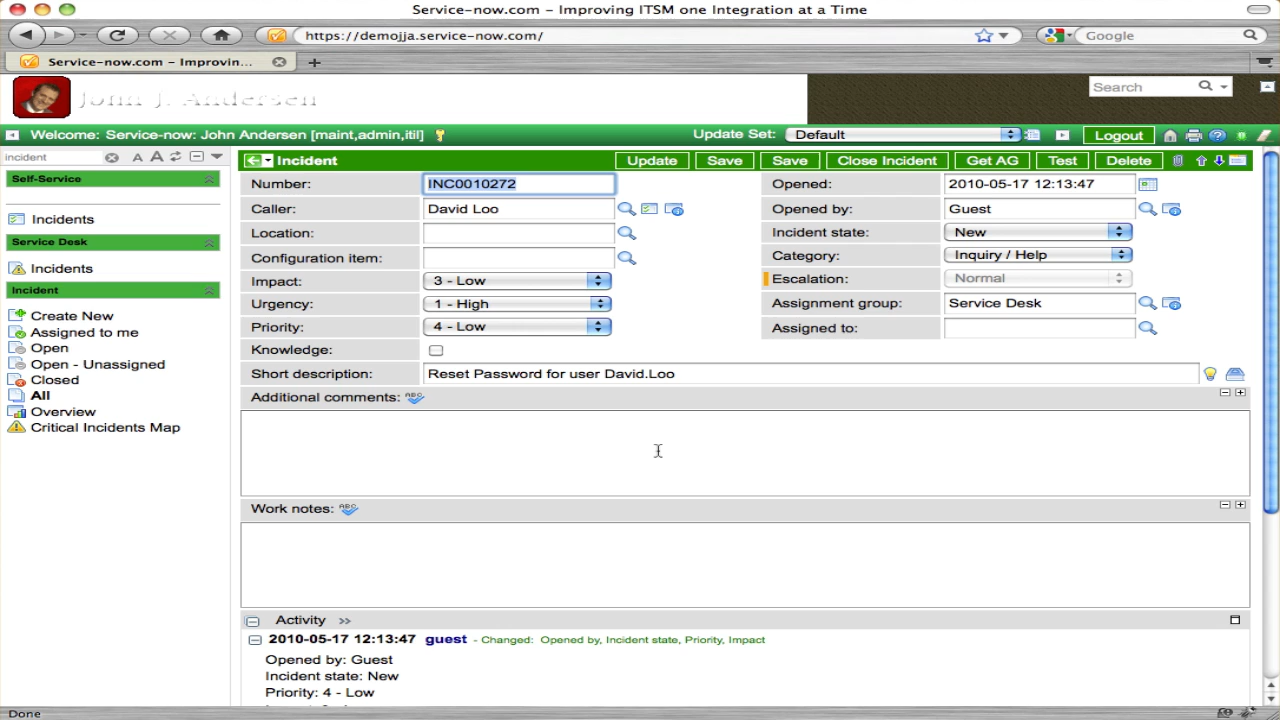 Service-now.com – Improving ITSM one Integration at a Time
https://demojja.service-now.com/
Google
Service-now.com – Improvin...
John J. Andersen
Search
Welcome: Service-now: John Andersen [maint,admin,itil]
Update Set: Default
Logout
incident
A A
Incident
Update Save Save Close Incident Get AG Test Delete
Self-Service
Incidents
Service Desk
Incidents
Incident
Create New
Assigned to me
Open
Open - Unassigned
Closed
All
Overview
Critical Incidents Map
Number: INC0010272
Opened: 2010-05-17 12:13:47
Caller: David Loo
Opened by: Guest
Location:
Incident state: New
Configuration item:
Category: Inquiry / Help
Impact: 3 - Low
Escalation: Normal
Urgency: 1 - High
Assignment group: Service Desk
Priority: 4 - Low
Assigned to:
Knowledge:
Short description: Reset Password for user David.Loo
Additional comments: ABC
Work notes: ABC
Activity
2010-05-17 12:13:47 guest - Changed: Opened by, Incident state, Priority, Impact
Opened by: Guest
Incident state: New
Priority: 4 - Low
Done